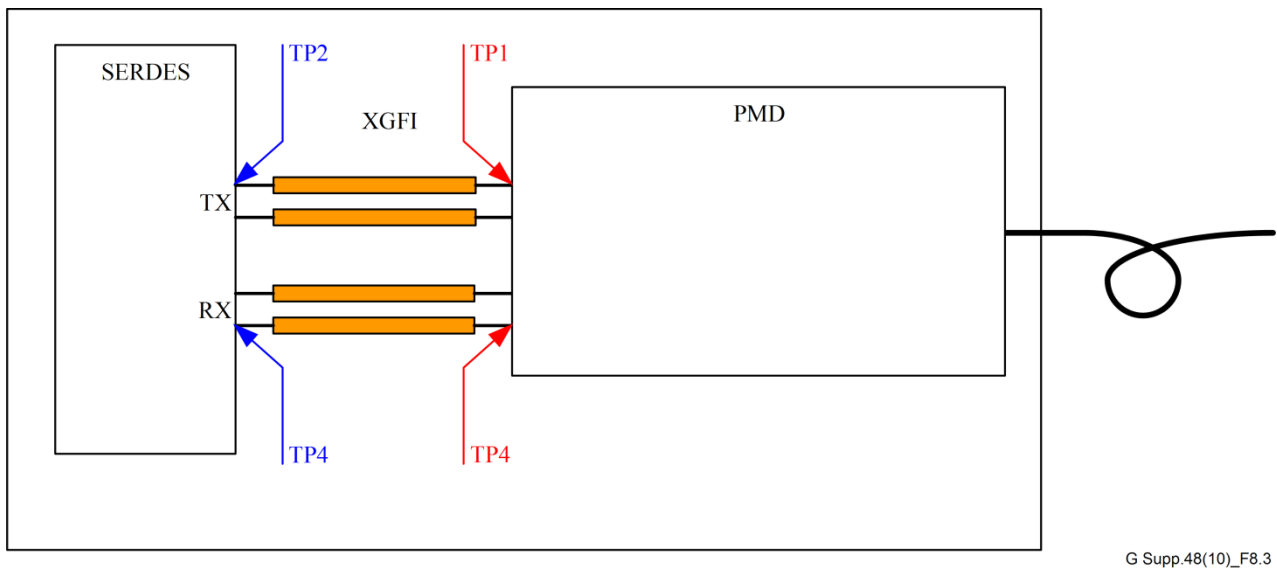 TP2
TP1
SERDES
PMD
XGFI
TX
RX
TP4
TP4
G Supp.48(10)_F8.3